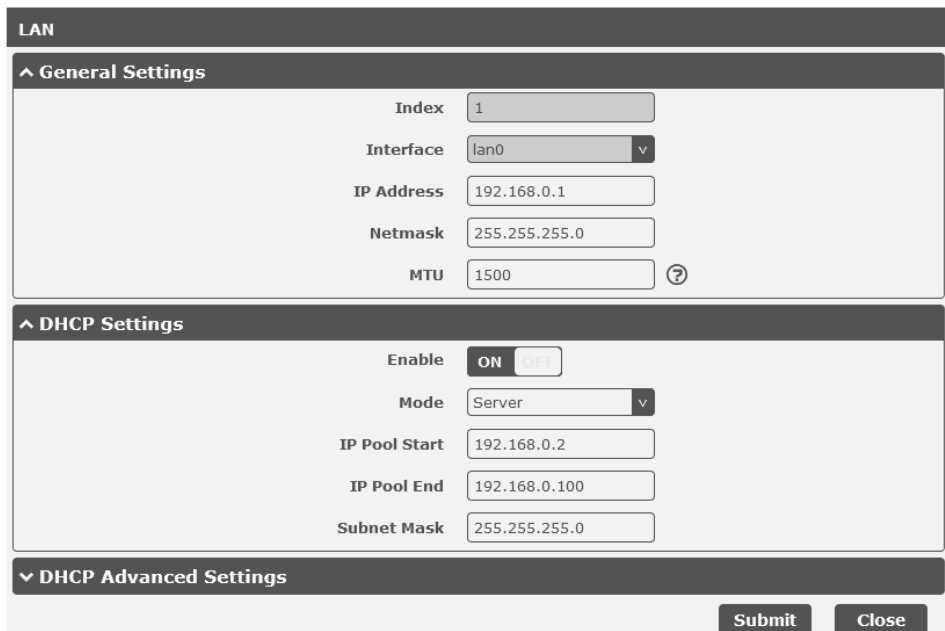 LAN
General Settings
Index 1
Interface lan0 v
IP Address 192.168.0.1
Netmask 255.255.255.0
MTU 1500 ?
DHCP Settings
Enable ON OFF
Mode Server v
IP Pool Start 192.168.0.2
IP Pool End 192.168.0.100
Subnet Mask 255.255.255.0
DHCP Advanced Settings
Submit Close